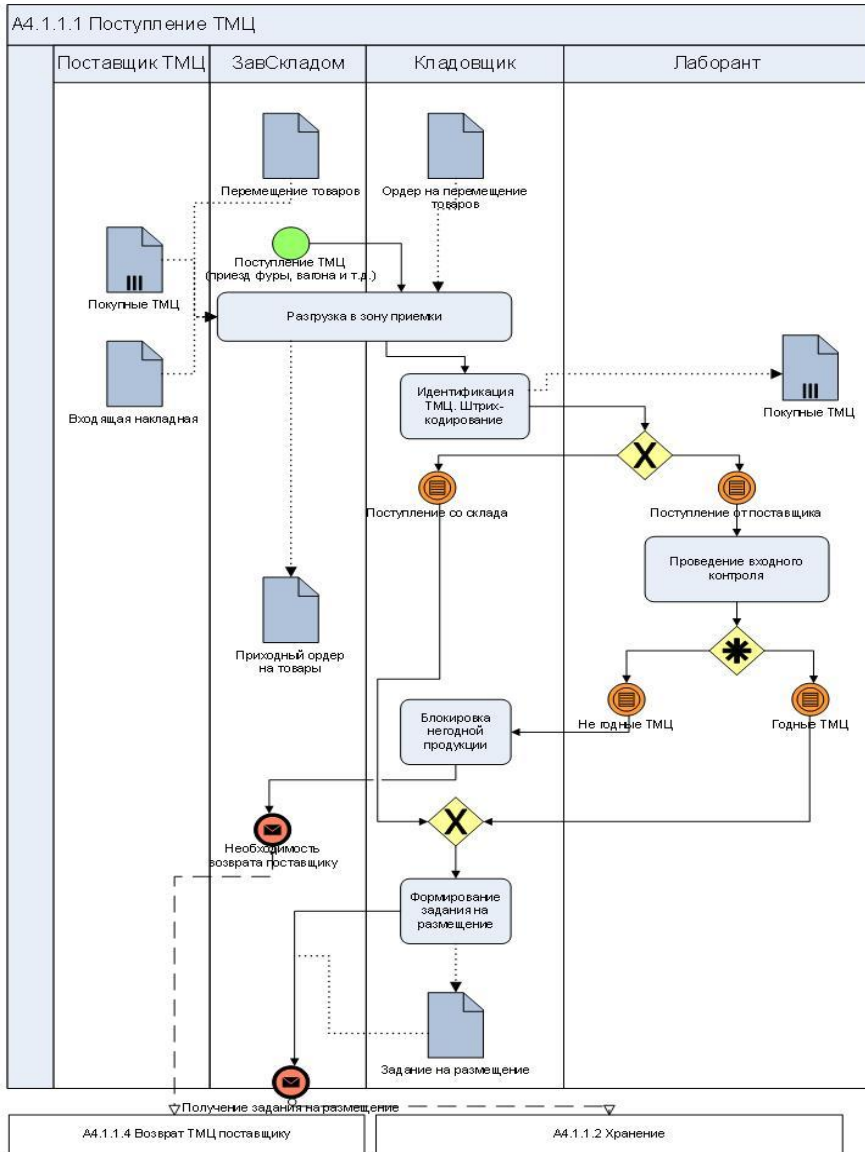 А4.1.1.1 Поступление ТМЦ
Поставщик ТМЦ
ЗавСкладом
Кладовщик
Лаборант
Перемещение товаров
Ордер на перемещение
товаров
Поступление ТМЦ
(приезд фуры, вагона и т.д.)
Покупные ТМЦ
Разгрузка в зону приемки
Входящая накладная
Идентификация
ТМЦ. Штрих-
кодирование
Покупные ТМЦ
Поступление со склада
Поступление от поставщика
Проведение входного
контроля
Приходный ордер
на товары
Блокировка
негодной
продукции
Не годные ТМЦ
Годные ТМЦ
Необходимость
возврата поставщику
Формирование
задания на
размещение
Задание на размещение
Получение задания на размещение
А4.1.1.4 Возврат ТМЦ поставщику
А4.1.1.2 Хранение